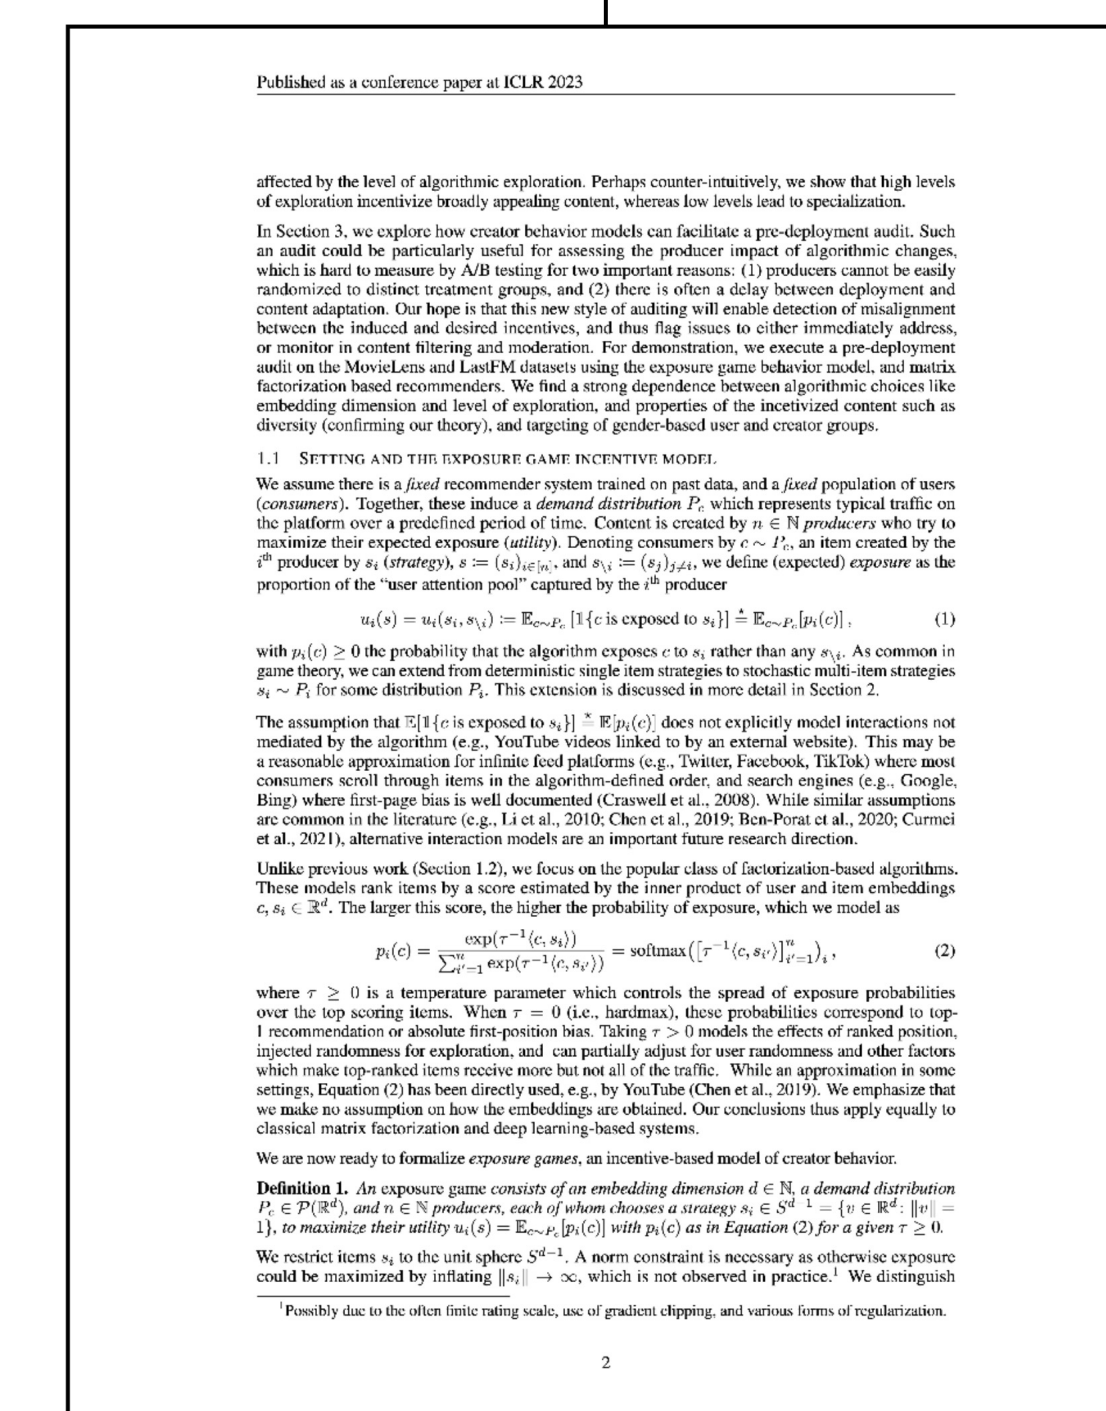 Published as a conference paper at ICLR 2023
affected by the level of algorithmic exploration. Perhaps counter-intuitively, we show that high levels
of exploration incentivize broadly appealing content, whereas low levels lead to specialization.
In Section 3, we explore how creator behavior models can facilitate a pre-deployment audit. Such
an audit could be particularly useful for assessing the producer impact of algorithmic changes,
which is hard to measure by A/B testing for two important reasons: (1) producers cannot be easily
randomized to distinct treatment groups, and (2) there is often a delay between deployment and
content adaptation. Our hope is that this new style of auditing will enable detection of misalignment
between the induced and desired incentives, and thus flag issues to either immediately address,
or monitor in content filtering and moderation. For demonstration, we execute a pre-deployment
audit on the MovieLens and LastFM datasets using the exposure game behavior model, and matrix
factorization based recommenders. We find a strong dependence between algorithmic choices like
embedding dimension and level of exploration, and properties of the incetivized content such as
diversity (confirming our theory), and targeting of gender-based user and creator groups.
1.1 SETTING AND THE EXPOSURE GAME INCENTIVE MODEL
We assume there is a fixed recommender system trained on past data, and a fixed population of users
(consumers). Together, these induce a demand distribution P_c which represents typical traffic on
the platform over a predefined period of time. Content is created by n ∈ ℕ producers who try to
maximize their expected exposure (utility). Denoting consumers by c ∼ P_c, an item created by the
i^th producer by s_i (strategy), s := (s_i)_{i∈[n]}, and s_{\i} := (s_j)_{j≠i}, we define (expected) exposure as the
proportion of the “user attention pool” captured by the i^th producer
u_i(s) = u_i(s_i, s_{\i}) := 𝔼_{c∼P_c} [𝟙{c is exposed to s_i}] ≛ 𝔼_{c∼P_c}[p_i(c)] , (1)
with p_i(c) ≥ 0 the probability that the algorithm exposes c to s_i rather than any s_{\i}. As common in
game theory, we can extend from deterministic single item strategies to stochastic multi-item strategies
s_i ∼ P_i for some distribution P_i. This extension is discussed in more detail in Section 2.
The assumption that 𝔼[𝟙{c is exposed to s_i}] ≛ 𝔼[p_i(c)] does not explicitly model interactions not
mediated by the algorithm (e.g., YouTube videos linked to by an external website). This may be
a reasonable approximation for infinite feed platforms (e.g., Twitter, Facebook, TikTok) where most
consumers scroll through items in the algorithm-defined order, and search engines (e.g., Google,
Bing) where first-page bias is well documented (Craswell et al., 2008). While similar assumptions
are common in the literature (e.g., Li et al., 2010; Chen et al., 2019; Ben-Porat et al., 2020; Curmei
et al., 2021), alternative interaction models are an important future research direction.
Unlike previous work (Section 1.2), we focus on the popular class of factorization-based algorithms.
These models rank items by a score estimated by the inner product of user and item embeddings
c, s_i ∈ ℝ^d. The larger this score, the higher the probability of exposure, which we model as
p_i(c) = exp(τ^{-1}⟨c, s_i⟩) / ∑_{i'=1}^n exp(τ^{-1}⟨c, s_{i'}⟩) = softmax([τ^{-1}⟨c, s_{i'}⟩]_{i'=1}^n)_i , (2)
where τ ≥ 0 is a temperature parameter which controls the spread of exposure probabilities
over the top scoring items. When τ = 0 (i.e., hardmax), these probabilities correspond to top-
1 recommendation or absolute first-position bias. Taking τ > 0 models the effects of ranked position,
injected randomness for exploration, and can partially adjust for user randomness and other factors
which make top-ranked items receive more but not all of the traffic. While an approximation in some
settings, Equation (2) has been directly used, e.g., by YouTube (Chen et al., 2019). We emphasize that
we make no assumption on how the embeddings are obtained. Our conclusions thus apply equally to
classical matrix factorization and deep learning-based systems.
We are now ready to formalize exposure games, an incentive-based model of creator behavior.
Definition 1. An exposure game consists of an embedding dimension d ∈ ℕ, a demand distribution
P_c ∈ 𝒫(ℝ^d), and n ∈ ℕ producers, each of whom chooses a strategy s_i ∈ S^{d-1} = {v ∈ ℝ^d : ‖v‖ =
1}, to maximize their utility u_i(s) = 𝔼_{c∼P_c}[p_i(c)] with p_i(c) as in Equation (2) for a given τ ≥ 0.
We restrict items s_i to the unit sphere S^{d-1}. A norm constraint is necessary as otherwise exposure
could be maximized by inflating ‖s_i‖ → ∞, which is not observed in practice.¹ We distinguish
¹Possibly due to the often finite rating scale, use of gradient clipping, and various forms of regularization.
2